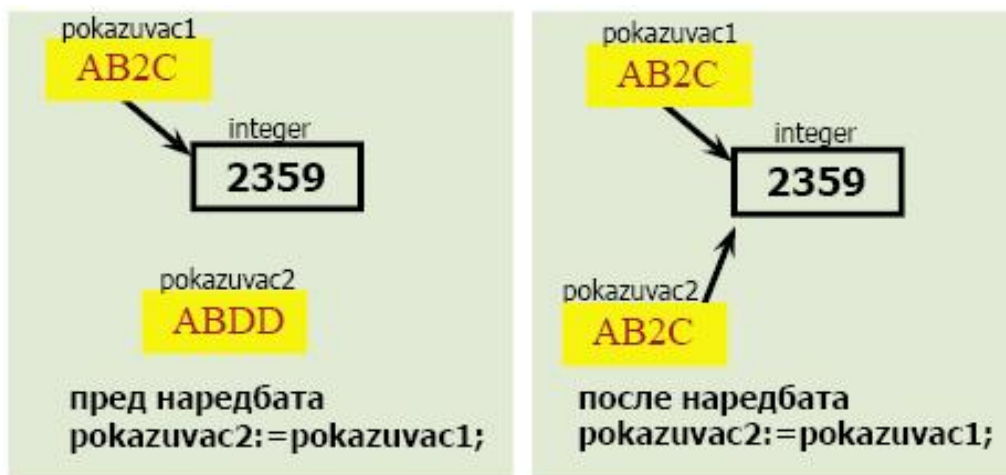 pokazuvac1
AB2C
integer
2359
pokazuvac2
ABDD
пред наредбата
pokazuvac2:=pokazuvac1;
pokazuvac1
AB2C
integer
2359
pokazuvac2
AB2C
после наредбата
pokazuvac2:=pokazuvac1;